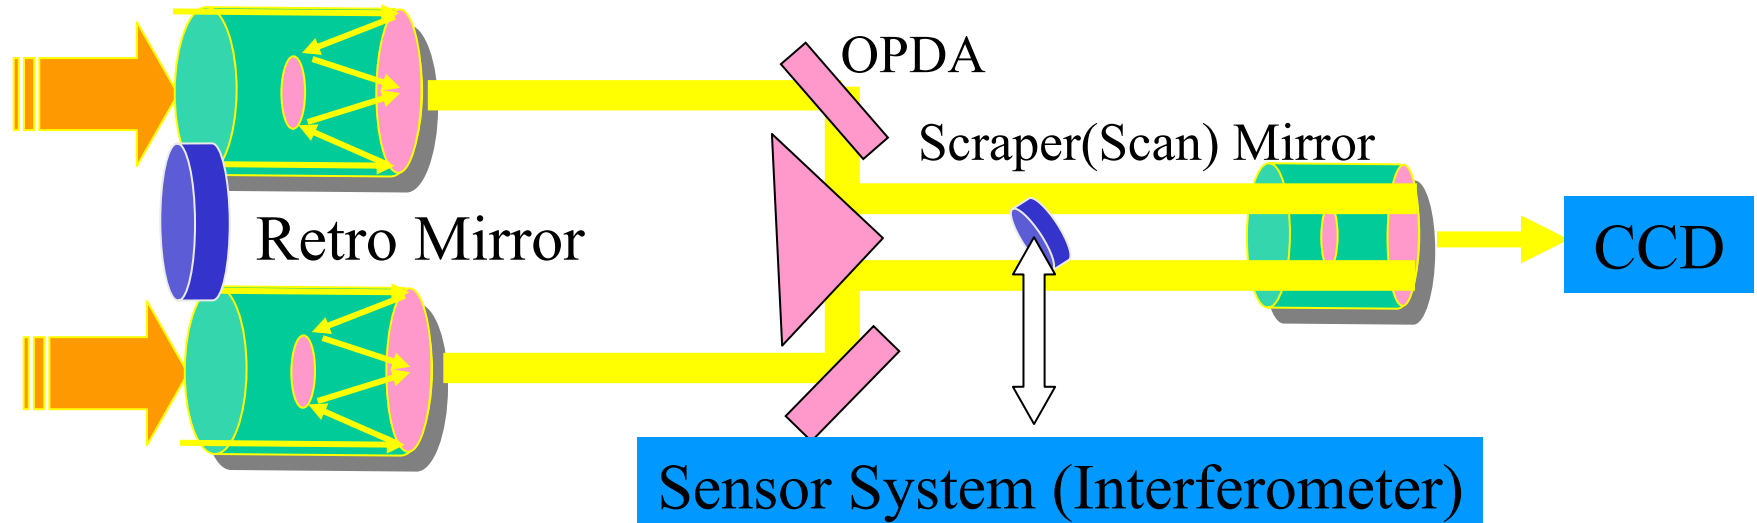 OPDA
Scraper(Scan) Mirror
Retro Mirror
CCD
Sensor System (Interferometer)